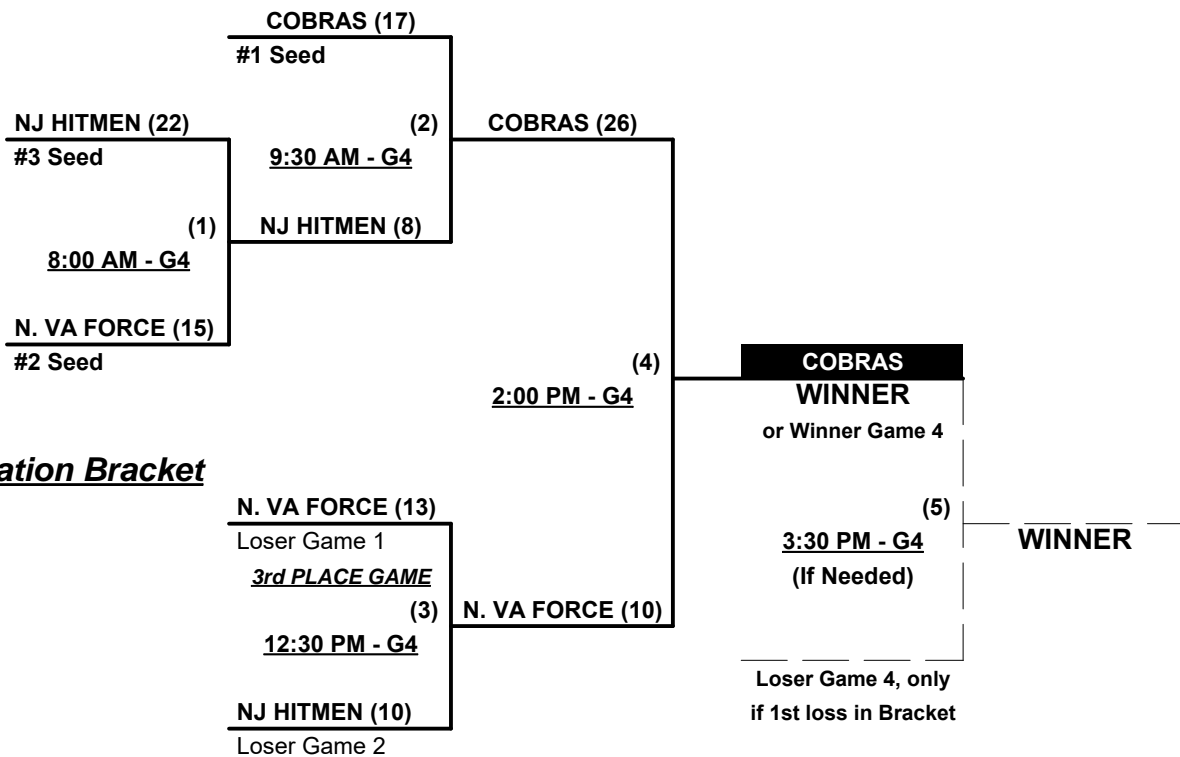 COBRAS (17)
#1 Seed
NJ HITMEN (22)
(2)
COBRAS (26)
#3 Seed
9:30 AM - G4
(1)
NJ HITMEN (8)
8:00 AM - G4
N. VA FORCE (15)
#2 Seed
(4)
COBRAS
2:00 PM - G4
WINNER
or Winner Game 4
ation Bracket
N. VA FORCE (13)
Loser Game 1
(5)
3rd PLACE GAME
3:30 PM - G4
WINNER
(If Needed)
(3)
N. VA FORCE (10)
12:30 PM - G4
Loser Game 4, only
if 1st loss in Bracket
NJ HITMEN (10)
Loser Game 2